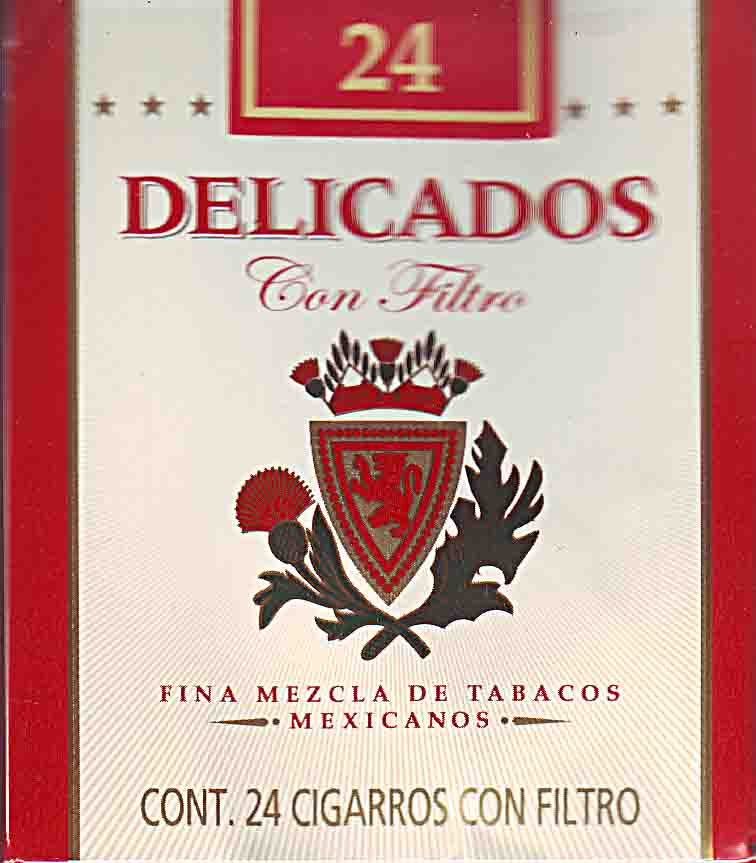 24
DELICADOS
Con Filtro
FINA MEZCLA DE TABACOS
MEXICANOS
CONT. 24 CIGARROS CON FILTRO